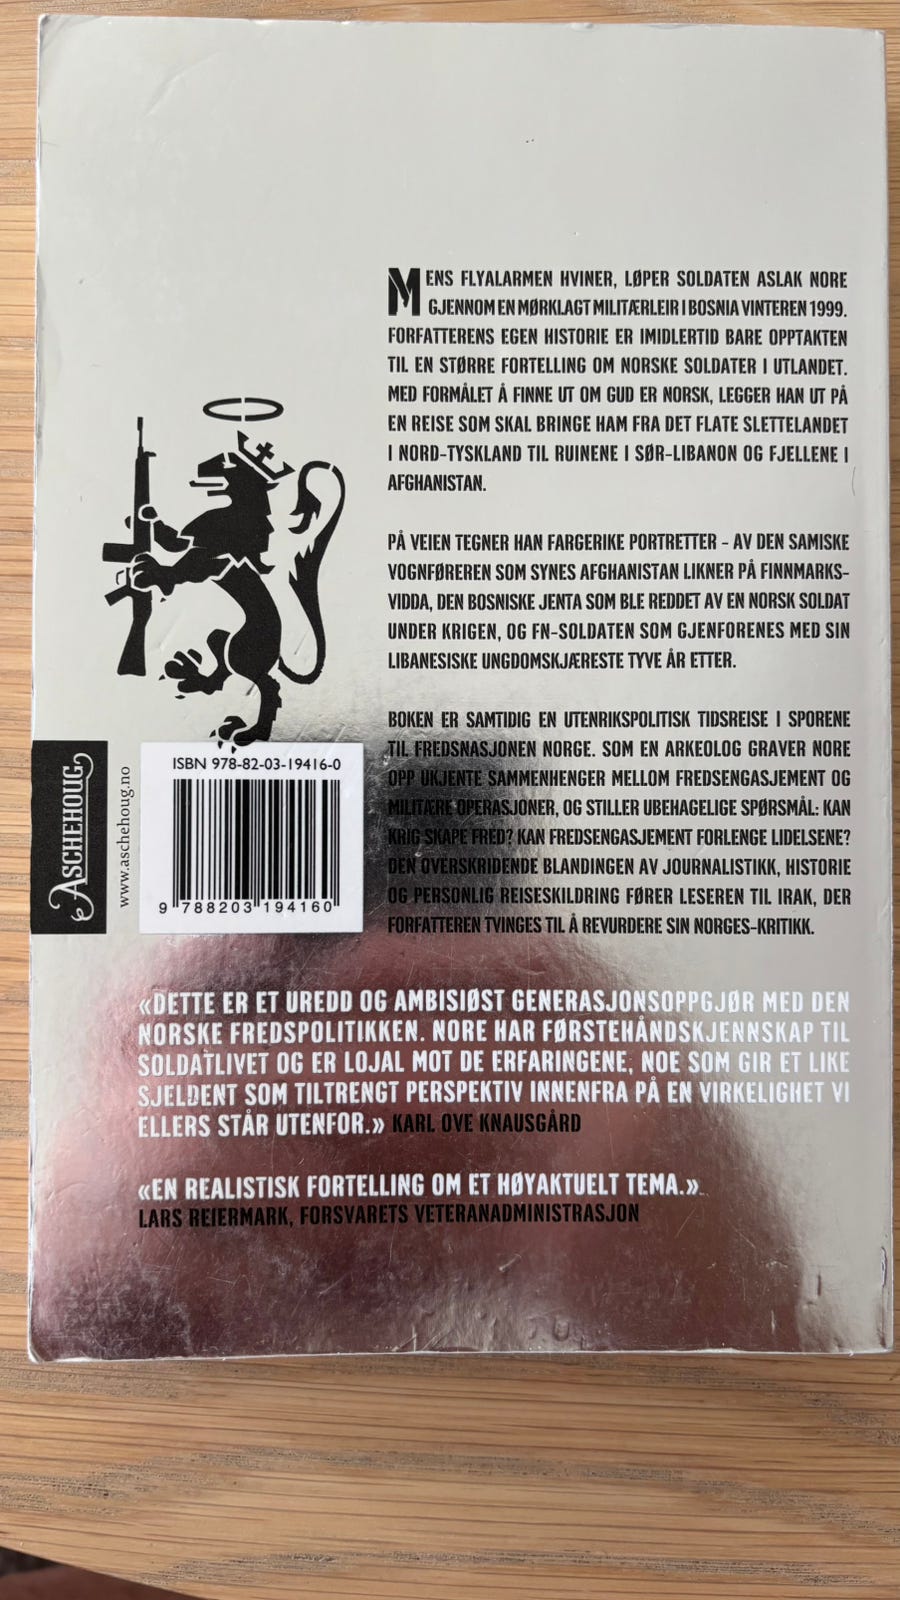 MENS FLYALARMEN HVINER, LØPER SOLDATEN ASLAK NORE
GJENNOM EN MØRKLAGT MILITÆRLEIR I BOSNIA VINTEREN 1999.
FORFATTERENS EGEN HISTORIE ER IMIDLERTID BARE OPPTAKTEN
TIL EN STØRRE FORTELLING OM NORSKE SOLDATER I UTLANDET.
MED FORMÅLET Å FINNE UT OM GUD ER NORSK, LEGGER HAN UT PÅ
EN REISE SOM SKAL BRINGE HAM FRA DET FLATE SLETTELANDET
I NORD-TYSKLAND TIL RUINENE I SØR-LIBANON OG FJELLENE I
AFGHANISTAN.
PÅ VEIEN TEGNER HAN FARGERIKE PORTRETTER – AV DEN SAMISKE
VOGNFØREREN SOM SYNES AFGHANISTAN LIKNER PÅ FINNMARKS-
VIDDA, DEN BOSNISKE JENTA SOM BLE REDDET AV EN NORSK SOLDAT
UNDER KRIGEN, OG FN-SOLDATEN SOM GJENFORENES MED SIN
LIBANESISKE UNGDOMSKJÆRESTE TYVE ÅR ETTER.
BOKEN ER SAMTIDIG EN UTENRIKSPOLITISK TIDSREISE I SPORENE
TIL FREDSNASJONEN NORGE. SOM EN ARKEOLOG GRAVER NORE
OPP UKJENTE SAMMENHENGER MELLOM FREDSENGASJEMENT OG
MILITÆRE OPERASJONER, OG STILLER UBEHAGELIGE SPØRSMÅL: KAN
KRIG SKAPE FRED? KAN FREDSENGASJEMENT FORLENGE LIDELSENE?
DEN OVERSKRIDENDE BLANDINGEN AV JOURNALISTIKK, HISTORIE
OG PERSONLIG REISESKILDRING FØRER LESEREN TIL IRAK, DER
FORFATTEREN TVINGES TIL Å REVURDERE SIN NORGES-KRITIKK.
ASCHEHOUG
www.aschehoug.no
ISBN 978-82-03-19416-0
9 788203 194160
«DETTE ER ET UREDD OG AMBISIØST GENERASJONSOPPGJØR MED DEN
NORSKE FREDSPOLITIKKEN. NORE HAR FØRSTEHÅNDSKJENNSKAP TIL
SOLDATLIVET OG ER LOJAL MOT DE ERFARINGENE, NOE SOM GIR ET LIKE
SJELDENT SOM TILTRENGT PERSPEKTIV INNENFRA PÅ EN VIRKELIGHET VI
ELLERS STÅR UTENFOR.» KARL OVE KNAUSGÅRD
«EN REALISTISK FORTELLING OM ET HØYAKTUELT TEMA.»
LARS REIERMARK, FORSVARETS VETERANADMINISTRASJON